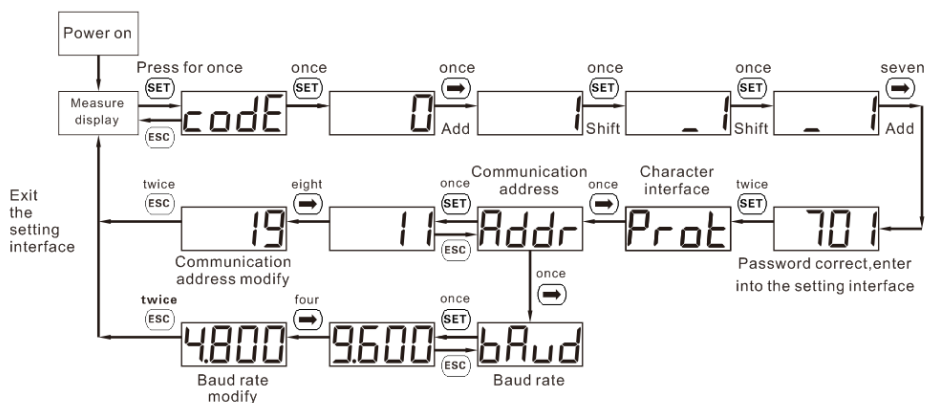 Power on
Press for once
once
once
once
once
seven
SET
SET
➡
SET
SET
➡
Measure
display
codE
0
1
_1
_ 1
ESC
Add
Shift
Shift
Add
Exit
the
setting
interface
twice
eight
once
Communication
address
once
Character
interface
twice
ESC
➡
SET
➡
SET
19
11
Addr
Prot
701
ESC
Communication
address modify
Password correct,enter
into the setting interface
once
➡
twice
four
once
ESC
➡
SET
4.800
9.600
bAud
ESC
Baud rate
modify
Baud rate